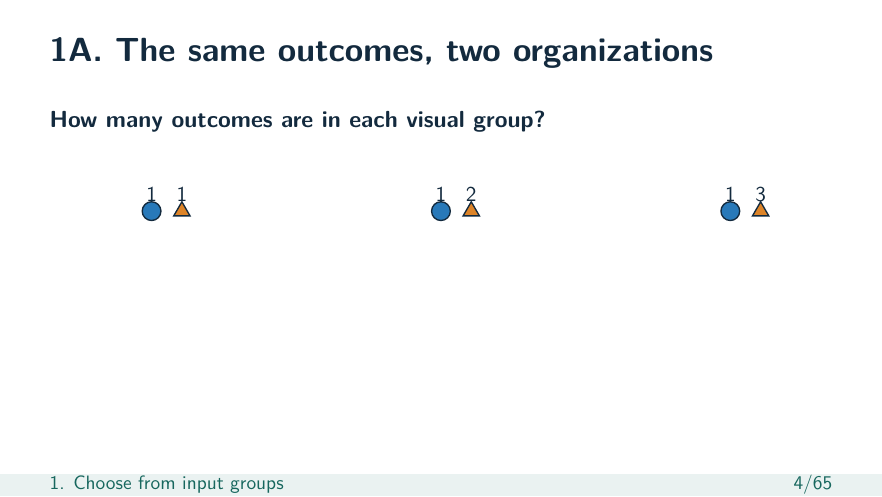 1A. The same outcomes, two organizations
How many outcomes are in each visual group?
1 1 1 2 1 3
1. Choose from input groups 4/65